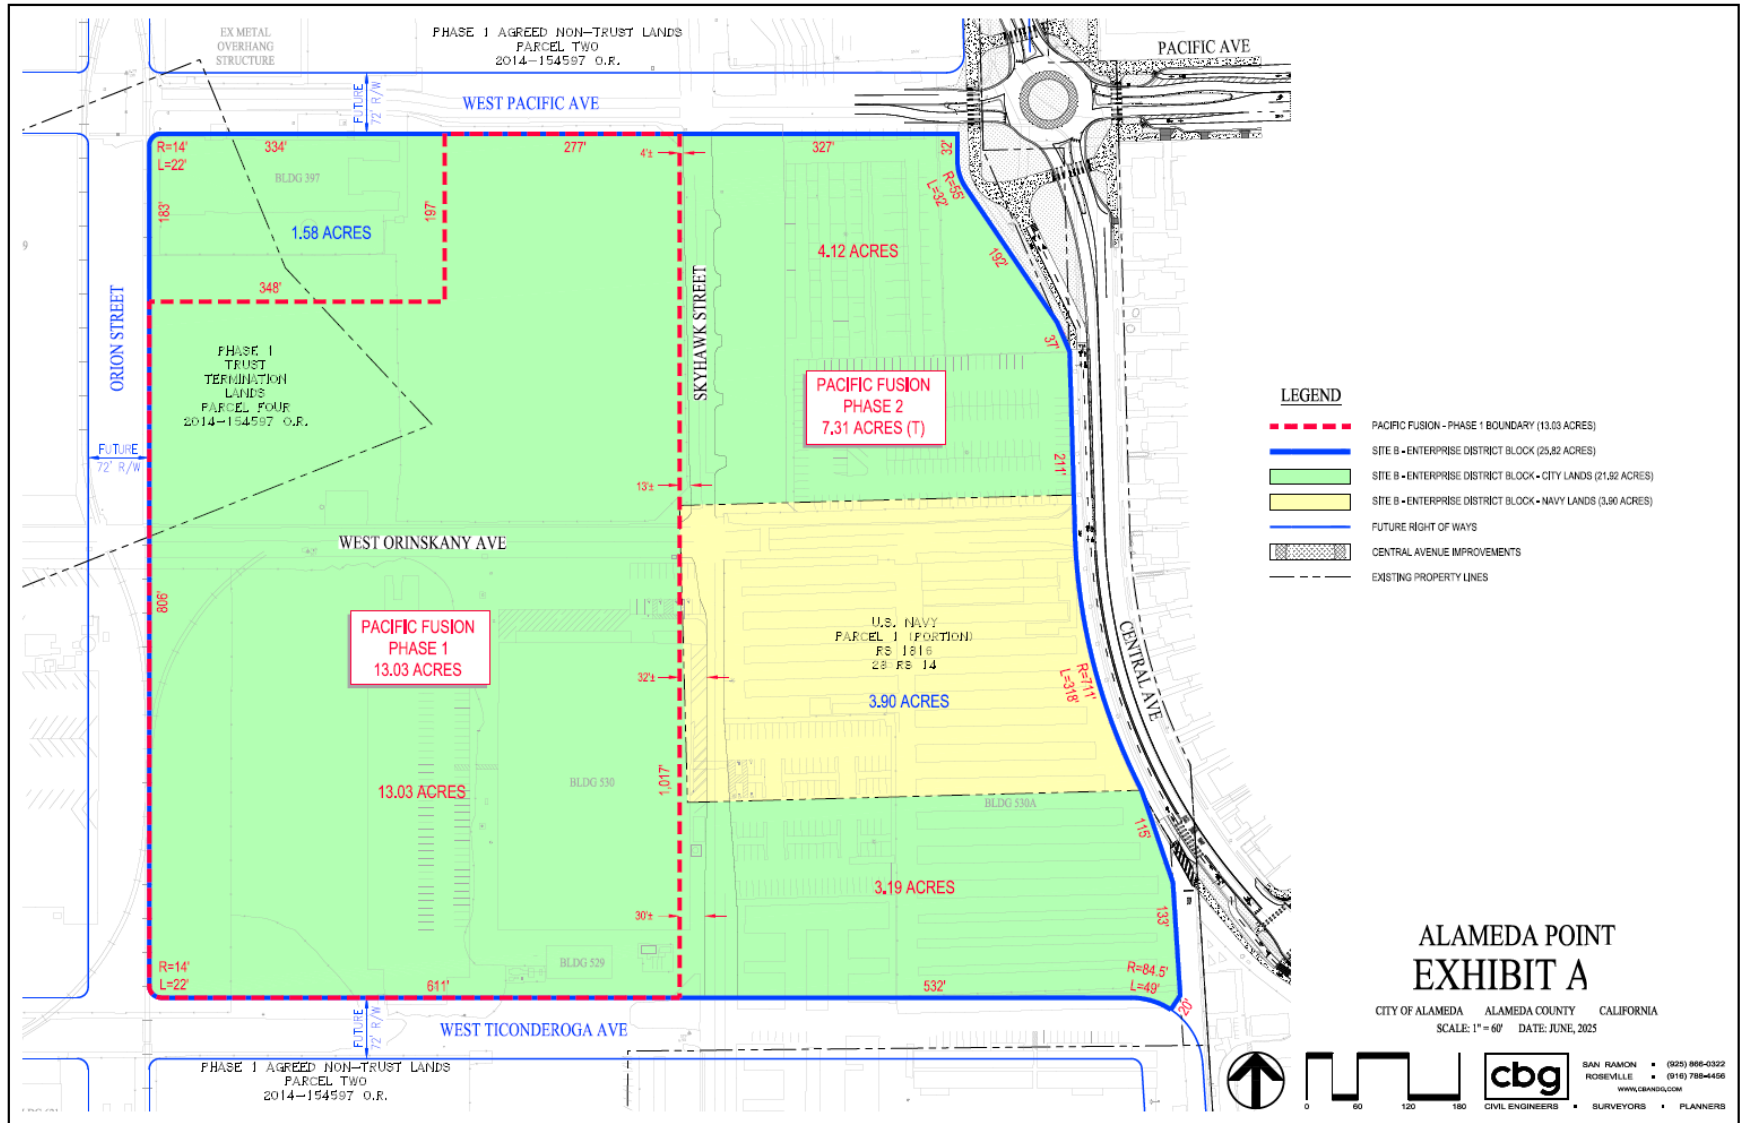 EX METAL
OVERHANG
STRUCTURE
PHASE 1 AGREED NON-TRUST LANDS
PARCEL TWO
2014-154597 O.R.
PACIFIC AVE
FUTURE
72' R/W
WEST PACIFIC AVE
R=14'
L=22'
334'
277'
4'±
327'
32'
R=55'
L=32'
BLDG 397
183'
197'
1.58 ACRES
4.12 ACRES
192'
348'
37'
ORION STREET
SKYHAWK STREET
PHASE 1
TRUST
TERMINATION
LANDS
PARCEL FOUR
2014-154597 O.R.
PACIFIC FUSION
PHASE 2
7.31 ACRES (T)
FUTURE
72' R/W
211'
13'±
WEST ORINSKANY AVE
806'
PACIFIC FUSION
PHASE 1
13.03 ACRES
U.S. NAVY
PARCEL 1 (PORTION)
RS 1816
28 RS 14
3.90 ACRES
32'±
R=711'
L=318'
CENTRAL AVE
13.03 ACRES
BLDG 530
1,017'
BLDG 530A
115'
3.19 ACRES
30'±
133'
BLDG 529
R=14'
L=22'
611'
532'
R=84.5'
L=49'
20'
FUTURE
72' R/W
WEST TICONDEROGA AVE
PHASE 1 AGREED NON-TRUST LANDS
PARCEL TWO
2014-154597 O.R.
LEGEND
PACIFIC FUSION - PHASE 1 BOUNDARY (13.03 ACRES)
SITE B - ENTERPRISE DISTRICT BLOCK (25.82 ACRES)
SITE B - ENTERPRISE DISTRICT BLOCK - CITY LANDS (21.92 ACRES)
SITE B - ENTERPRISE DISTRICT BLOCK - NAVY LANDS (3.90 ACRES)
FUTURE RIGHT OF WAYS
CENTRAL AVENUE IMPROVEMENTS
EXISTING PROPERTY LINES
ALAMEDA POINT
EXHIBIT A
CITY OF ALAMEDA ALAMEDA COUNTY CALIFORNIA
SCALE: 1" = 60' DATE: JUNE, 2025
0 60 120 180
cbg
SAN RAMON ▪ (925) 866-0322
ROSEVILLE ▪ (916) 788-4456
WWW.CBANDG.COM
CIVIL ENGINEERS ▪ SURVEYORS ▪ PLANNERS